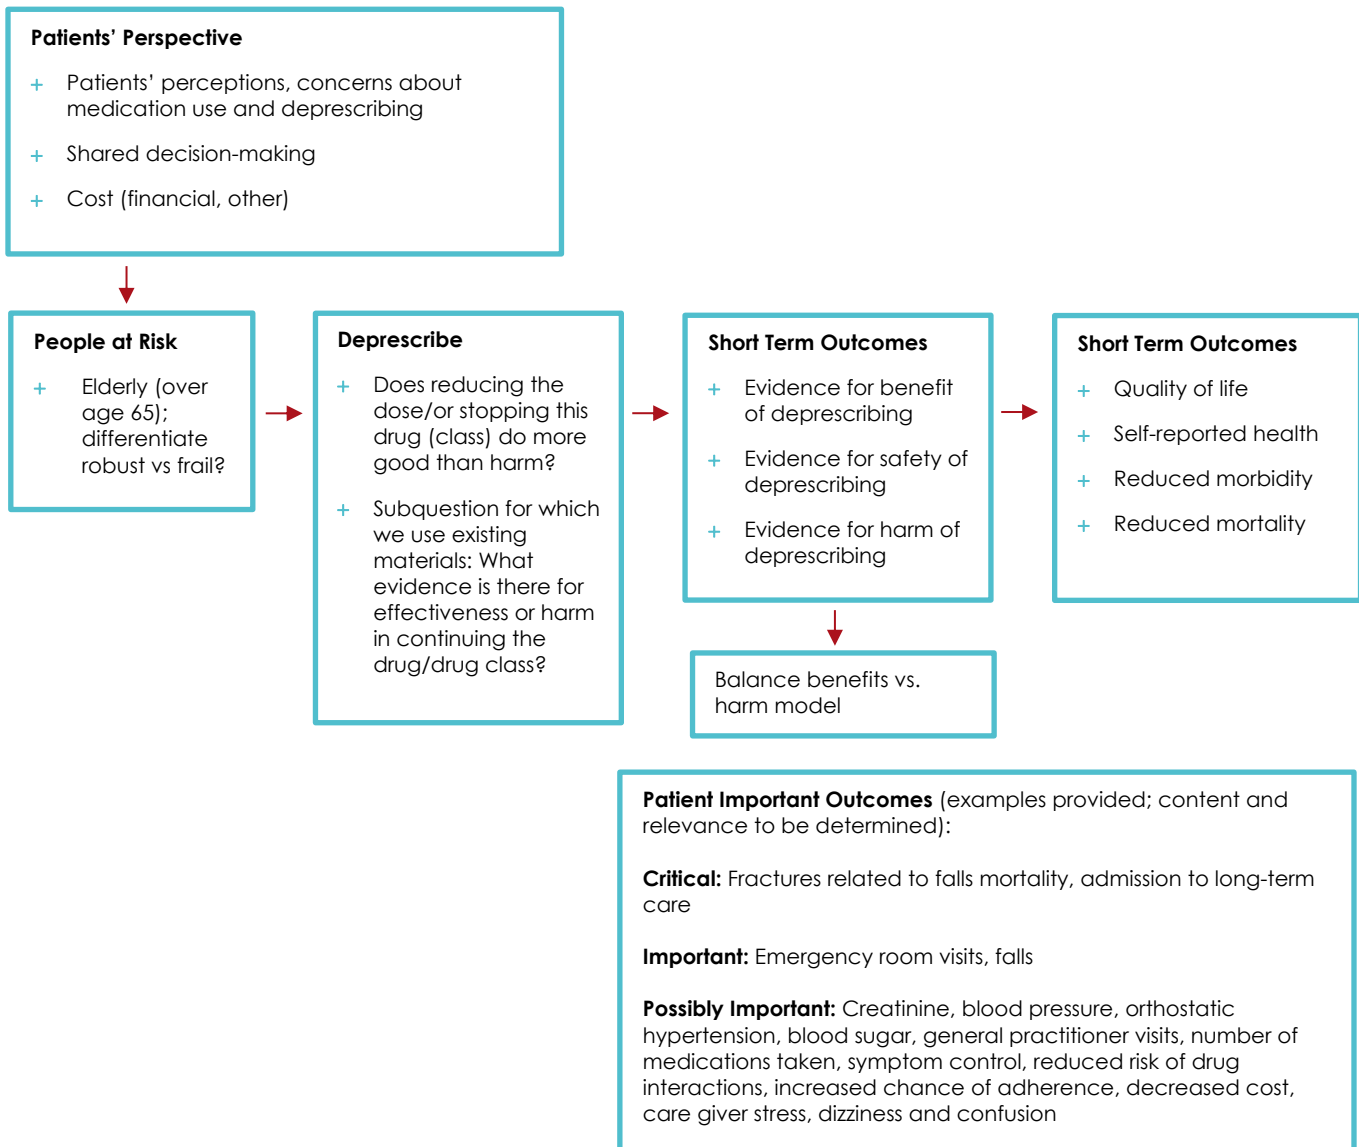 Patients' Perspective
+ Patients' perceptions, concerns about
medication use and deprescribing
+ Shared decision-making
+ Cost (financial, other)
People at Risk
+ Elderly (over
age 65);
differentiate
robust vs frail?
Deprescribe
+ Does reducing the
dose/or stopping this
drug (class) do more
good than harm?
+ Subquestion for which
we use existing
materials: What
evidence is there for
effectiveness or harm
in continuing the
drug/drug class?
Short Term Outcomes
+ Evidence for benefit
of deprescribing
+ Evidence for safety of
deprescribing
+ Evidence for harm of
deprescribing
Short Term Outcomes
+ Quality of life
+ Self-reported health
+ Reduced morbidity
+ Reduced mortality
Balance benefits vs.
harm model
Patient Important Outcomes (examples provided; content and
relevance to be determined):
Critical: Fractures related to falls mortality, admission to long-term
care
Important: Emergency room visits, falls
Possibly Important: Creatinine, blood pressure, orthostatic
hypertension, blood sugar, general practitioner visits, number of
medications taken, symptom control, reduced risk of drug
interactions, increased chance of adherence, decreased cost,
care giver stress, dizziness and confusion